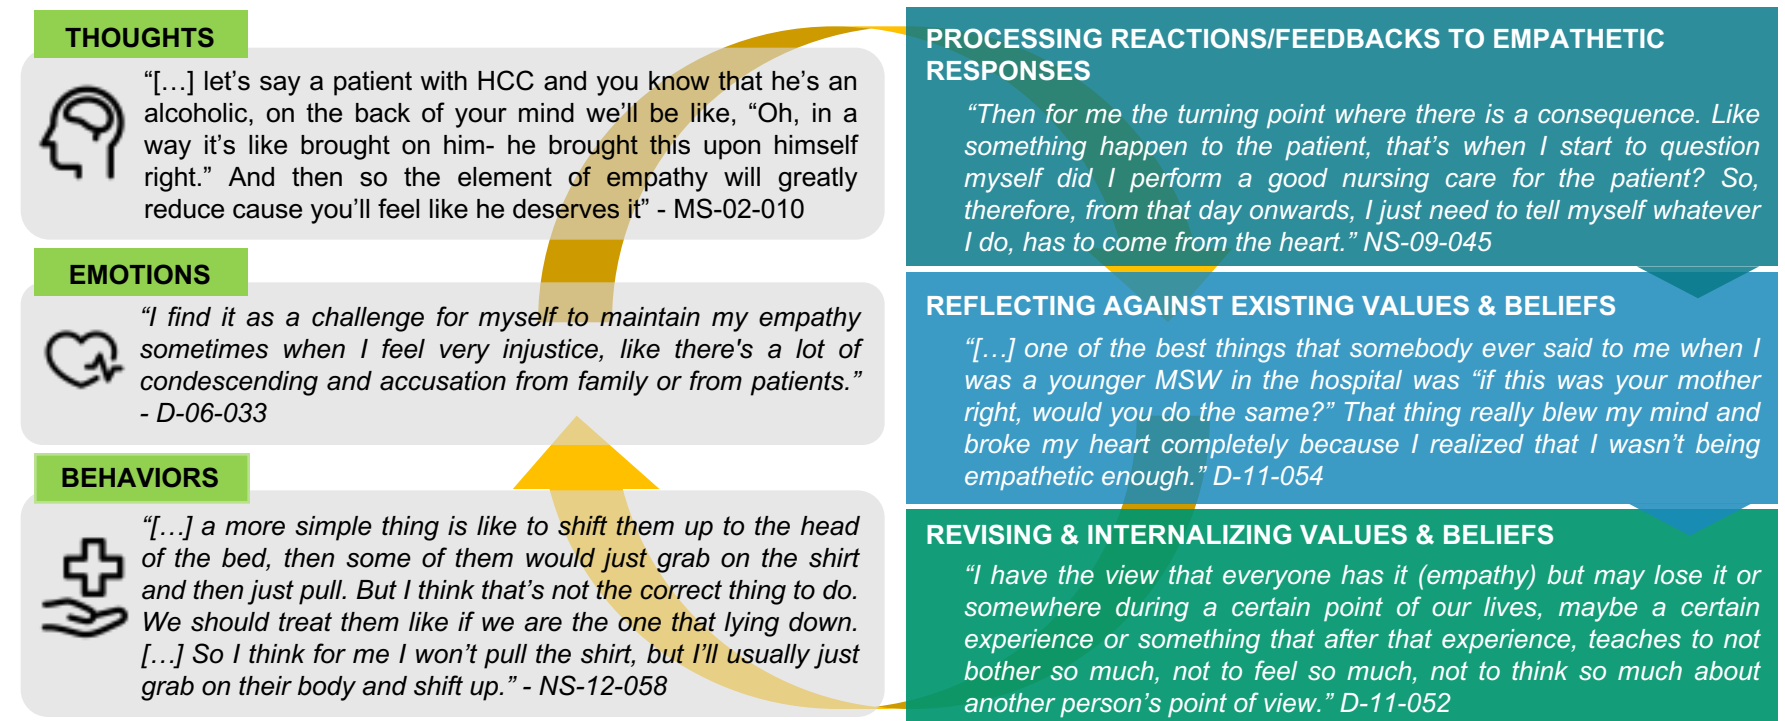 THOUGHTS
“[…] let’s say a patient with HCC and you know that he’s an
alcoholic, on the back of your mind we’ll be like, “Oh, in a
way it’s like brought on him- he brought this upon himself
right.” And then so the element of empathy will greatly
reduce cause you’ll feel like he deserves it” - MS-02-010
EMOTIONS
“I find it as a challenge for myself to maintain my empathy
sometimes when I feel very injustice, like there's a lot of
condescending and accusation from family or from patients.”
- D-06-033
BEHAVIORS
“[…] a more simple thing is like to shift them up to the head
of the bed, then some of them would just grab on the shirt
and then just pull. But I think that’s not the correct thing to do.
We should treat them like if we are the one that lying down.
[…] So I think for me I won’t pull the shirt, but I’ll usually just
grab on their body and shift up.” - NS-12-058
PROCESSING REACTIONS/FEEDBACKS TO EMPATHETIC
RESPONSES
“Then for me the turning point where there is a consequence. Like
something happen to the patient, that’s when I start to question
myself did I perform a good nursing care for the patient? So,
therefore, from that day onwards, I just need to tell myself whatever
I do, has to come from the heart.” NS-09-045
REFLECTING AGAINST EXISTING VALUES & BELIEFS
“[…] one of the best things that somebody ever said to me when I
was a younger MSW in the hospital was “if this was your mother
right, would you do the same?” That thing really blew my mind and
broke my heart completely because I realized that I wasn’t being
empathetic enough.” D-11-054
REVISING & INTERNALIZING VALUES & BELIEFS
“I have the view that everyone has it (empathy) but may lose it or
somewhere during a certain point of our lives, maybe a certain
experience or something that after that experience, teaches to not
bother so much, not to feel so much, not to think so much about
another person’s point of view.” D-11-052